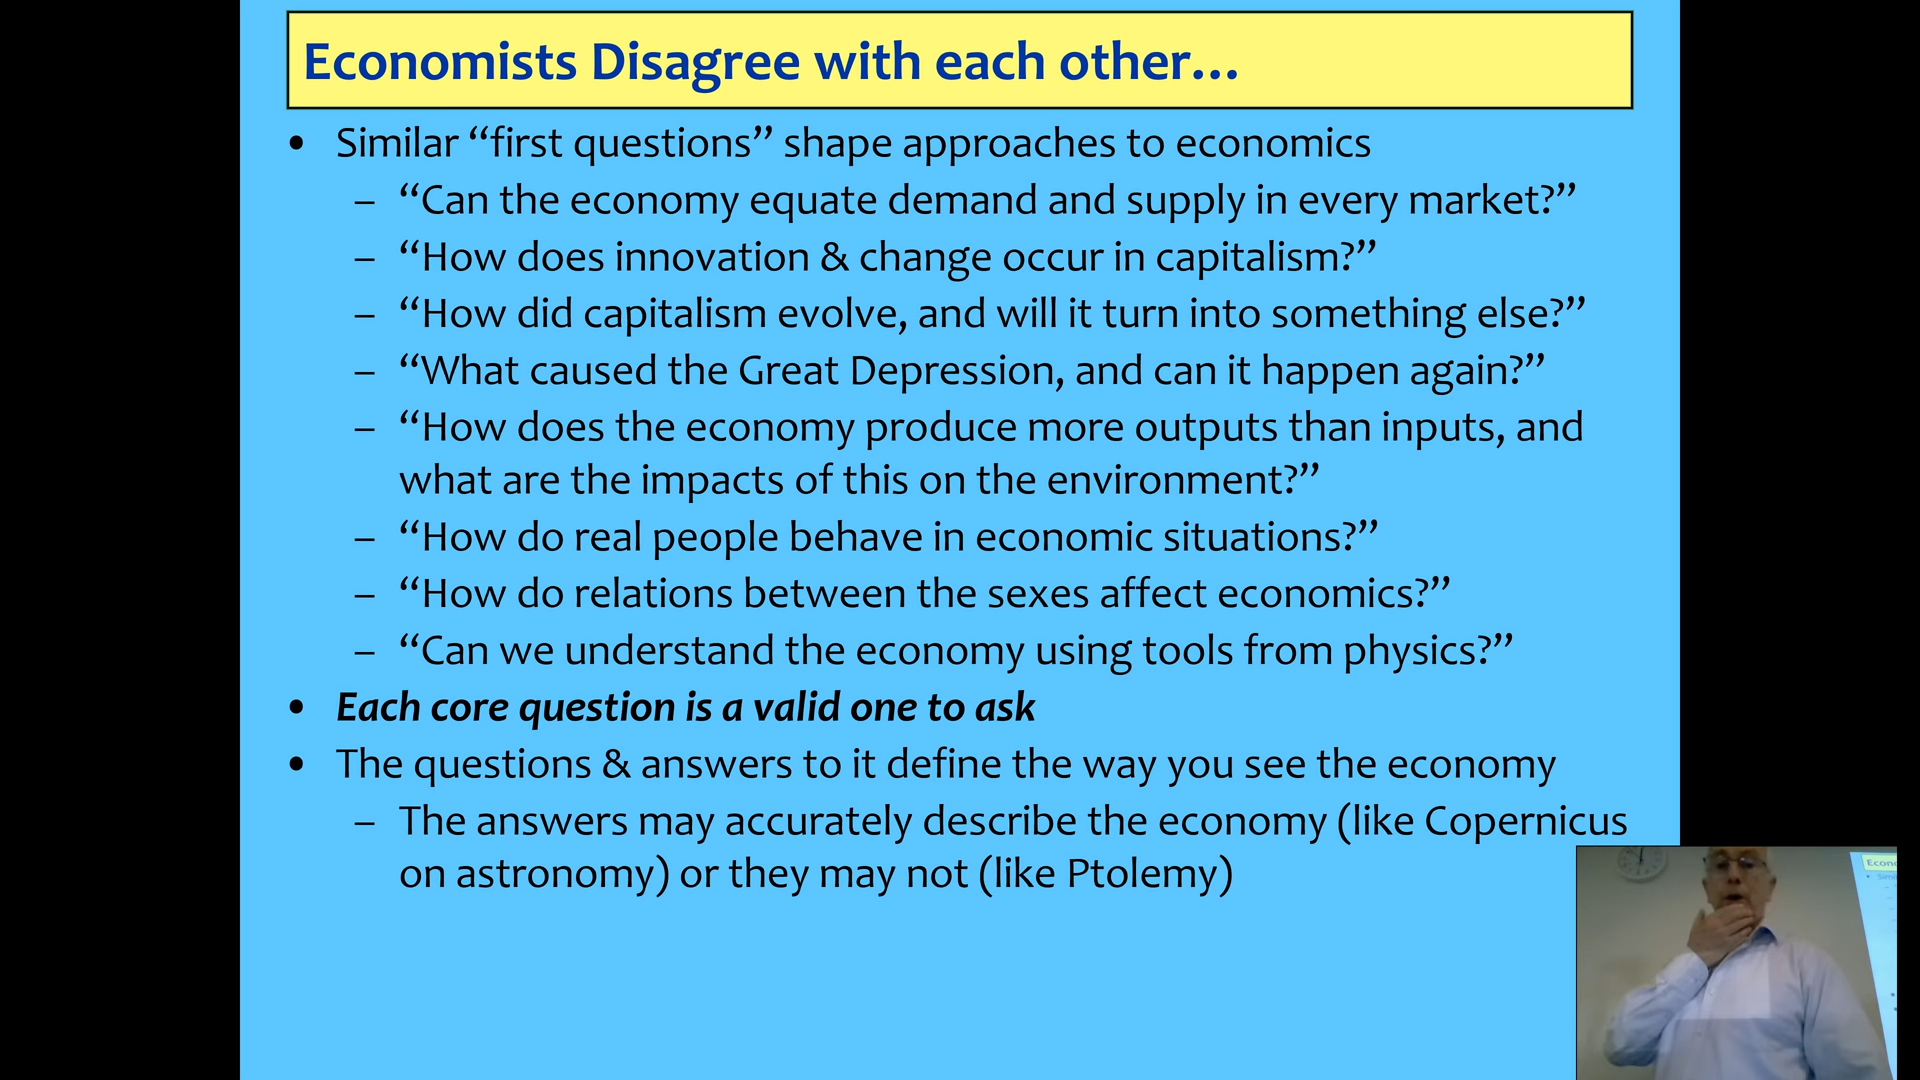 Economists Disagree with each other...
• Similar “first questions” shape approaches to economics
– “Can the economy equate demand and supply in every market?”
– “How does innovation & change occur in capitalism?”
– “How did capitalism evolve, and will it turn into something else?”
– “What caused the Great Depression, and can it happen again?”
– “How does the economy produce more outputs than inputs, and
what are the impacts of this on the environment?”
– “How do real people behave in economic situations?”
– “How do relations between the sexes affect economics?”
– “Can we understand the economy using tools from physics?”
• Each core question is a valid one to ask
• The questions & answers to it define the way you see the economy
– The answers may accurately describe the economy (like Copernicus
on astronomy) or they may not (like Ptolemy)